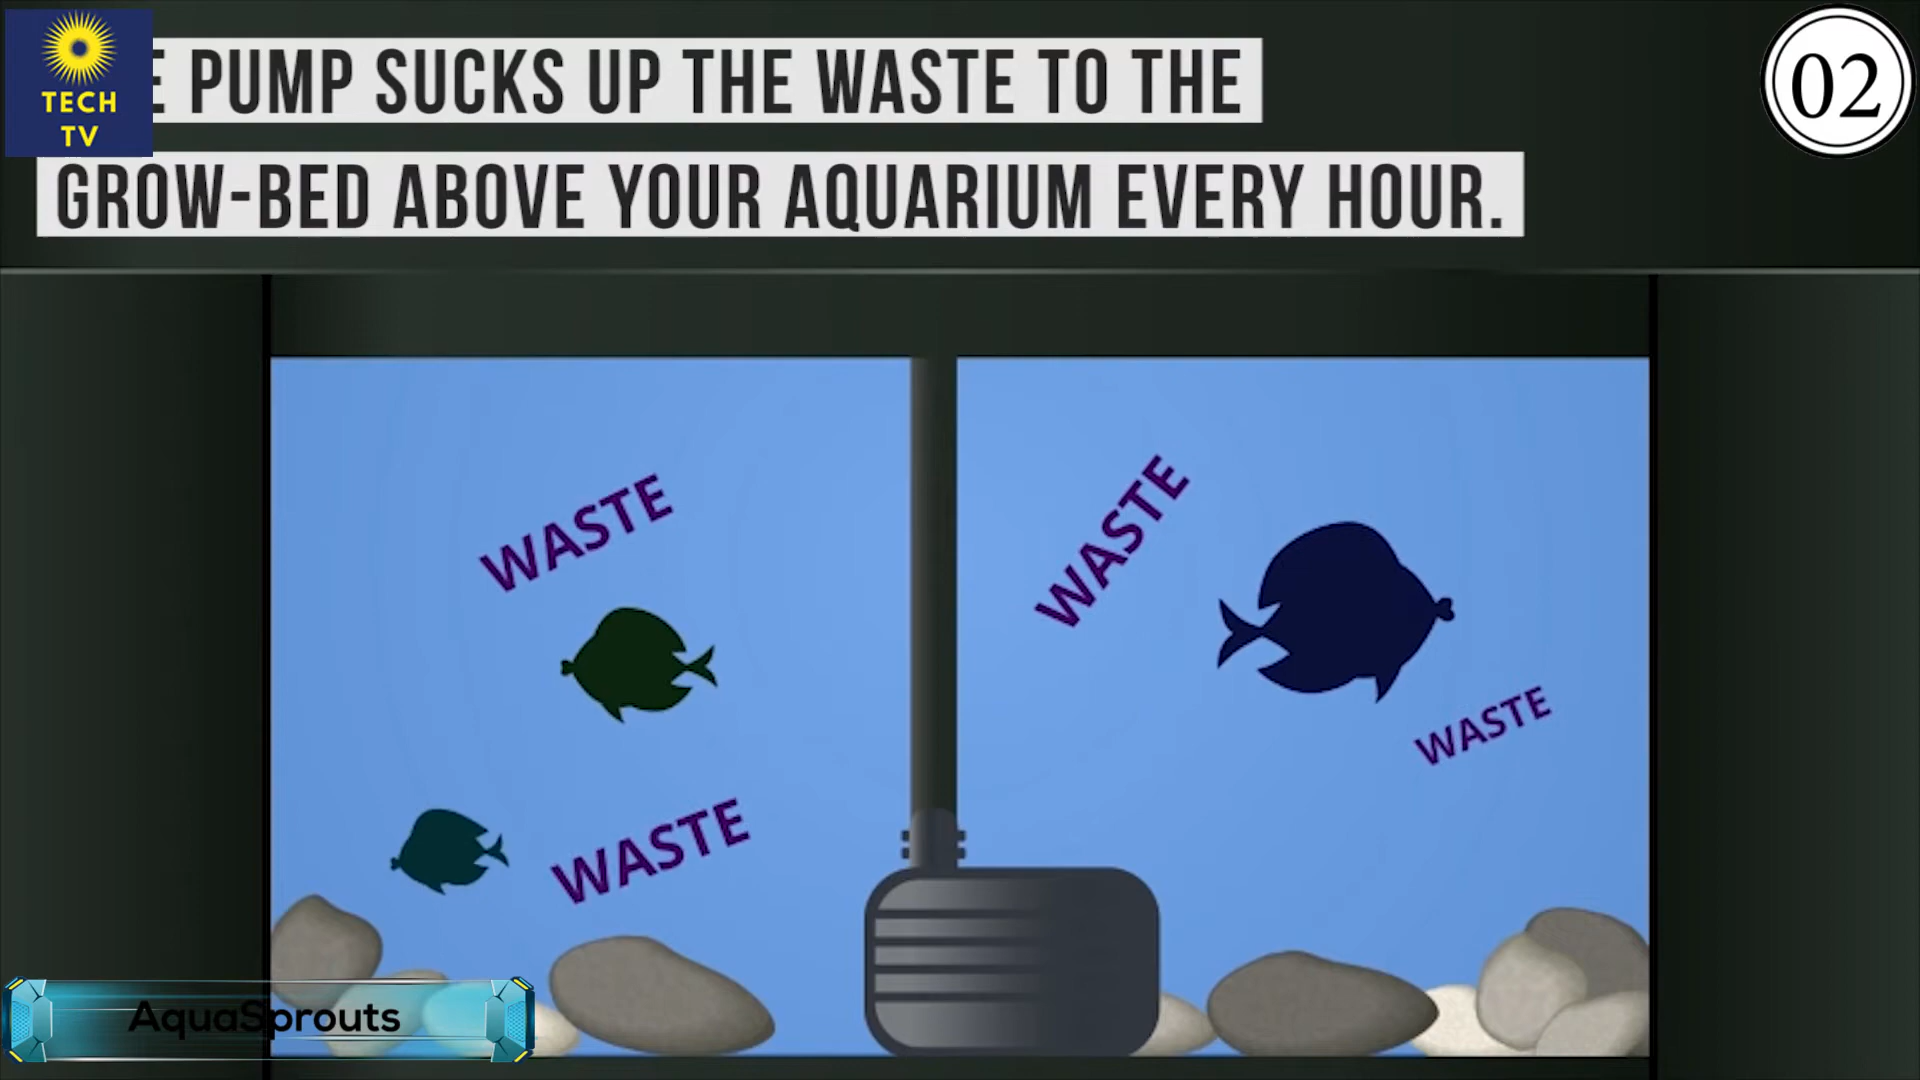 TECH
TV
E PUMP SUCKS UP THE WASTE TO THE
GROW-BED ABOVE YOUR AQUARIUM EVERY HOUR.
02
WASTE
WASTE
WASTE
WASTE
AquaSprouts